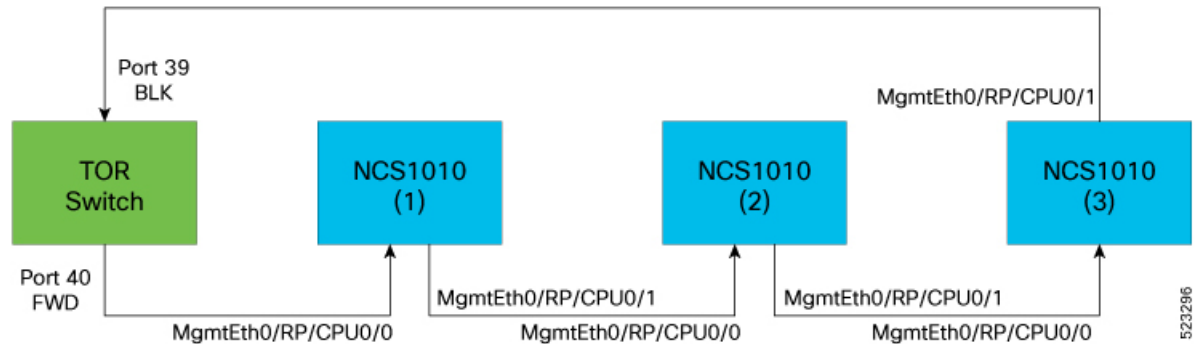 Port 39
BLK
MgmtEth0/RP/CPU0/1
TOR
Switch
NCS1010
(1)
NCS1010
(2)
NCS1010
(3)
Port 40
FWD
MgmtEth0/RP/CPU0/1
MgmtEth0/RP/CPU0/1
MgmtEth0/RP/CPU0/0
MgmtEth0/RP/CPU0/0
MgmtEth0/RP/CPU0/0
523296